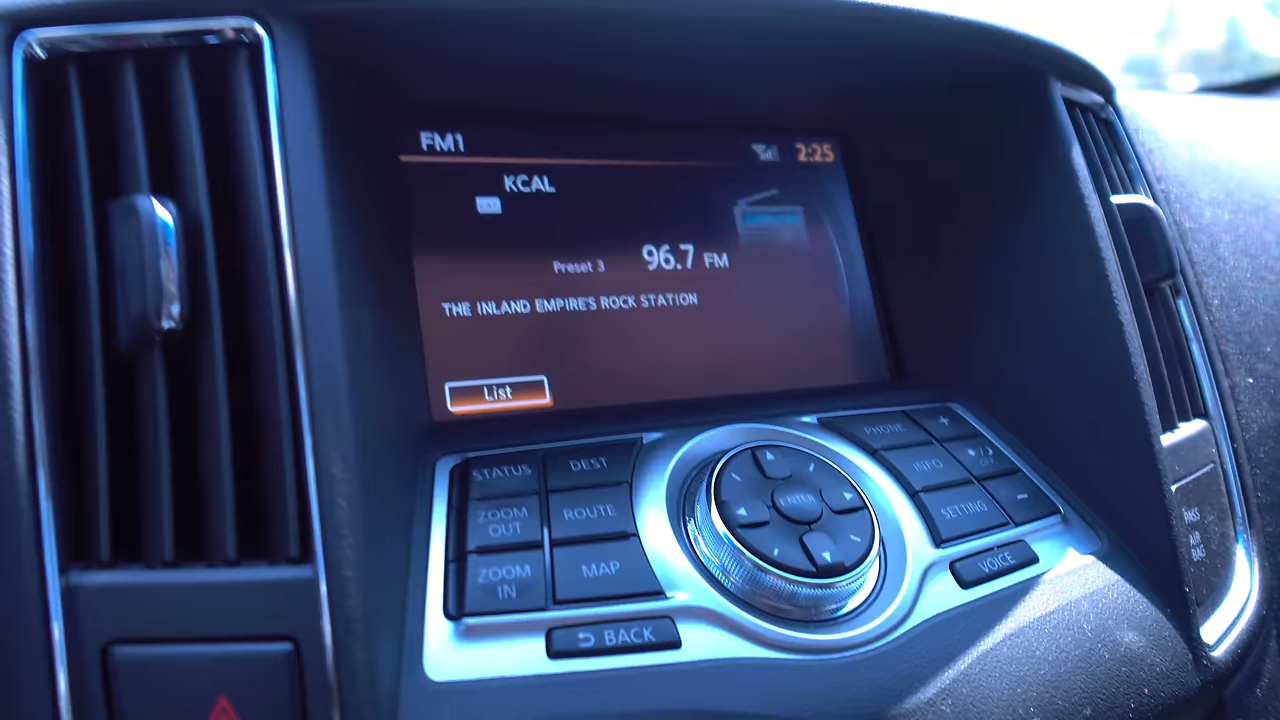 FM1
2:25
KCAL
Preset 3 96.7 FM
THE INLAND EMPIRE'S ROCK STATION
List
STATUS
DEST
ZOOM OUT
ROUTE
ZOOM IN
MAP
BACK
ENTER
PHONE
+
INFO
OFF
SETTING
-
VOICE
PASS
AIR
BAG